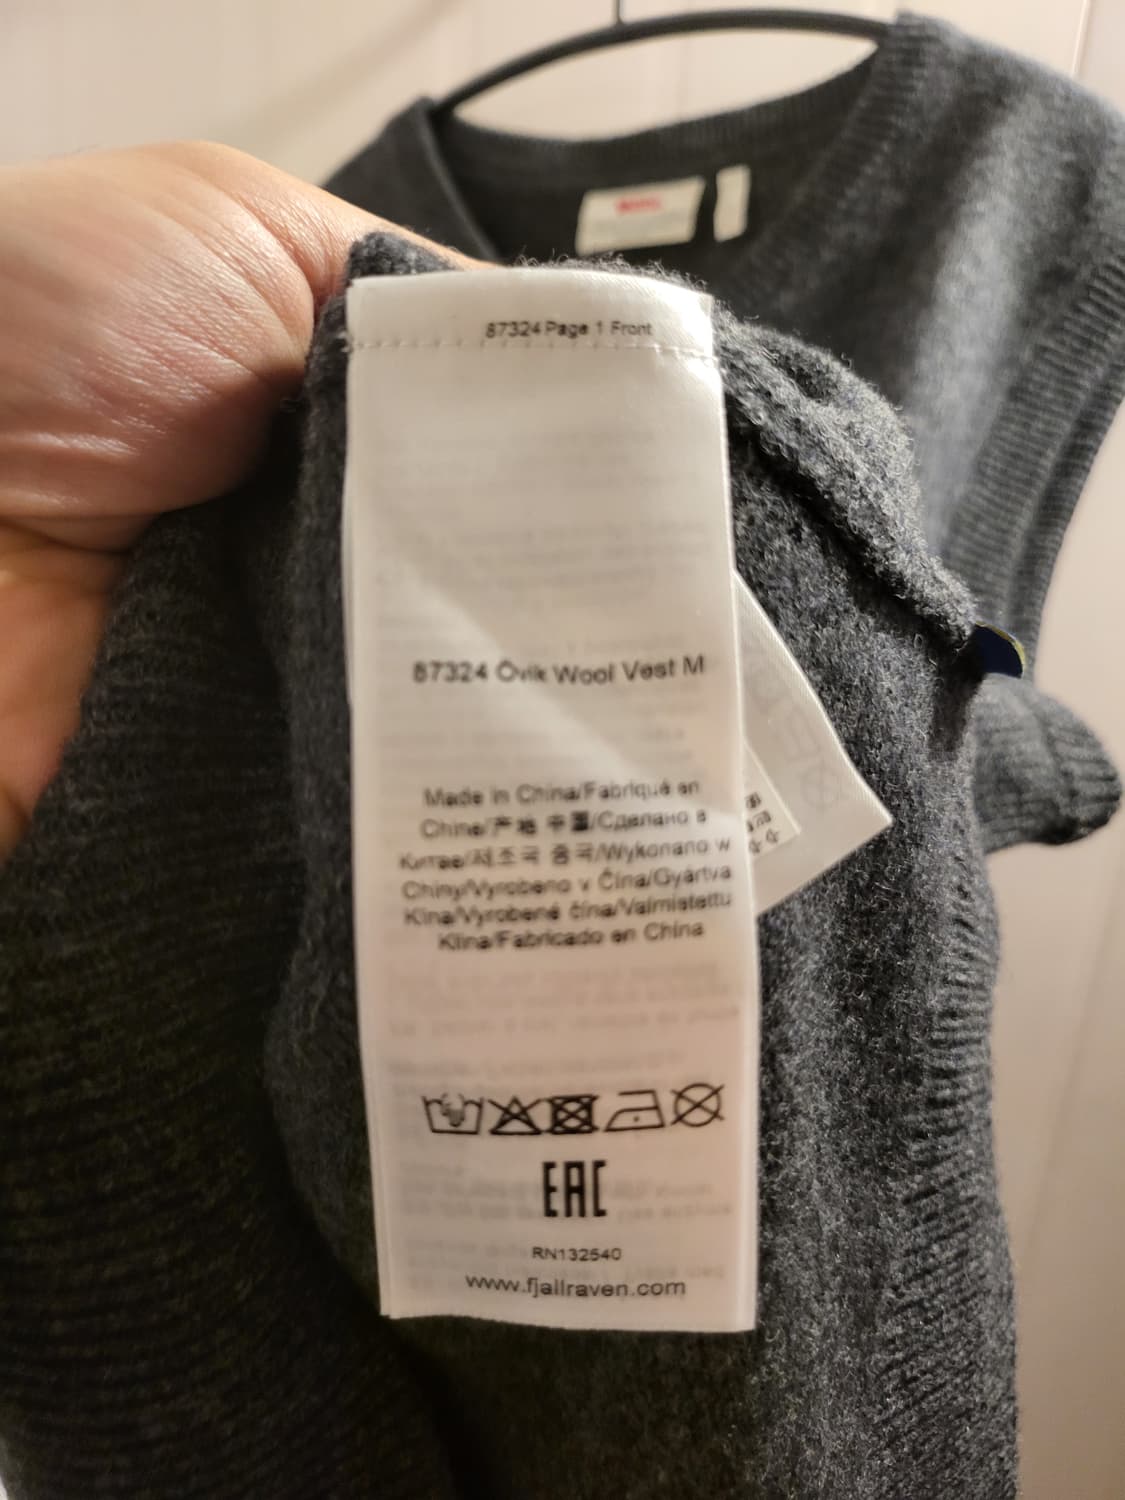 87324 Page 1 Front
87324 Övik Wool Vest M
Made in China/Fabriqué en
Chine/产地 中国/Сделано в
Китае/제조국 중국/Wykonano w
Chiny/Vyrobeno v Čína/Gyártva
Kína/Vyrobené čína/Valmistettu
Kiina/Fabricado en China
EAC
RN132540
www.fjallraven.com